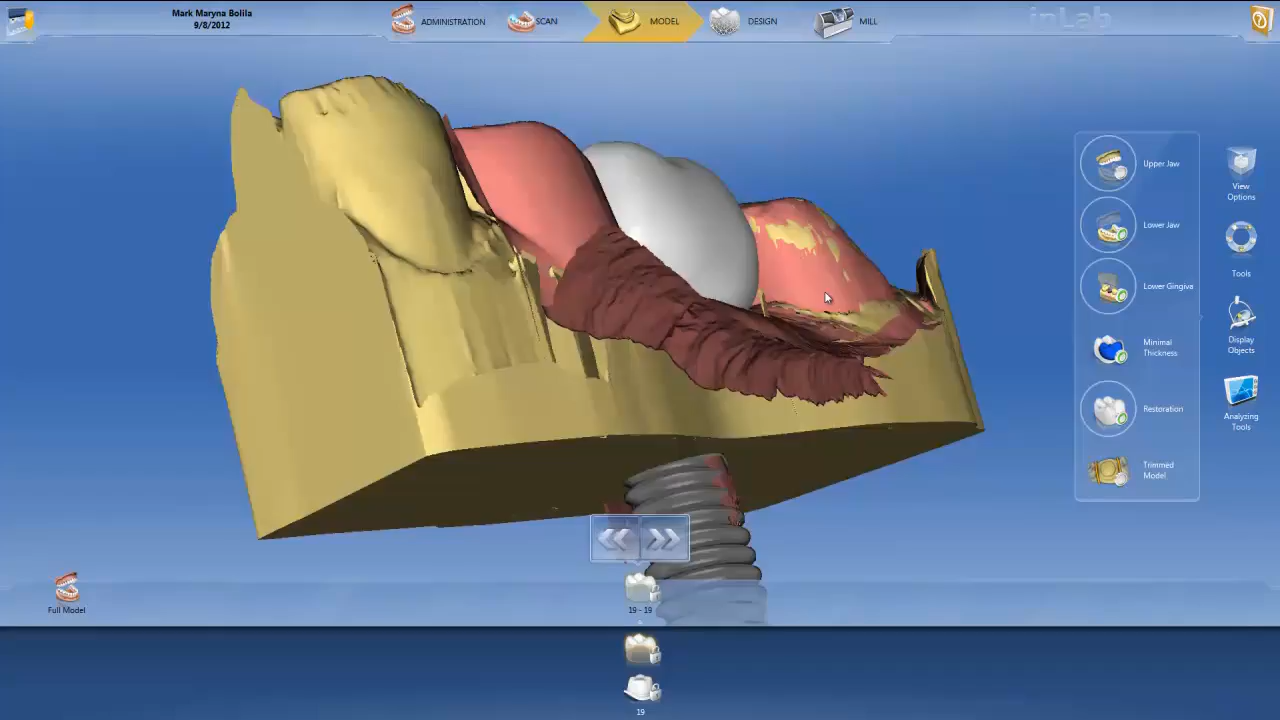 Mark Maryna Bolila
9/8/2012
ADMINISTRATION
SCAN
MODEL
DESIGN
MILL
inLab
Upper Jaw
Lower Jaw
Lower Gingiva
Minimal
Thickness
Restoration
Trimmed
Model
View
Options
Tools
Display
Objects
Analyzing
Tools
Full Model
19 - 19
19